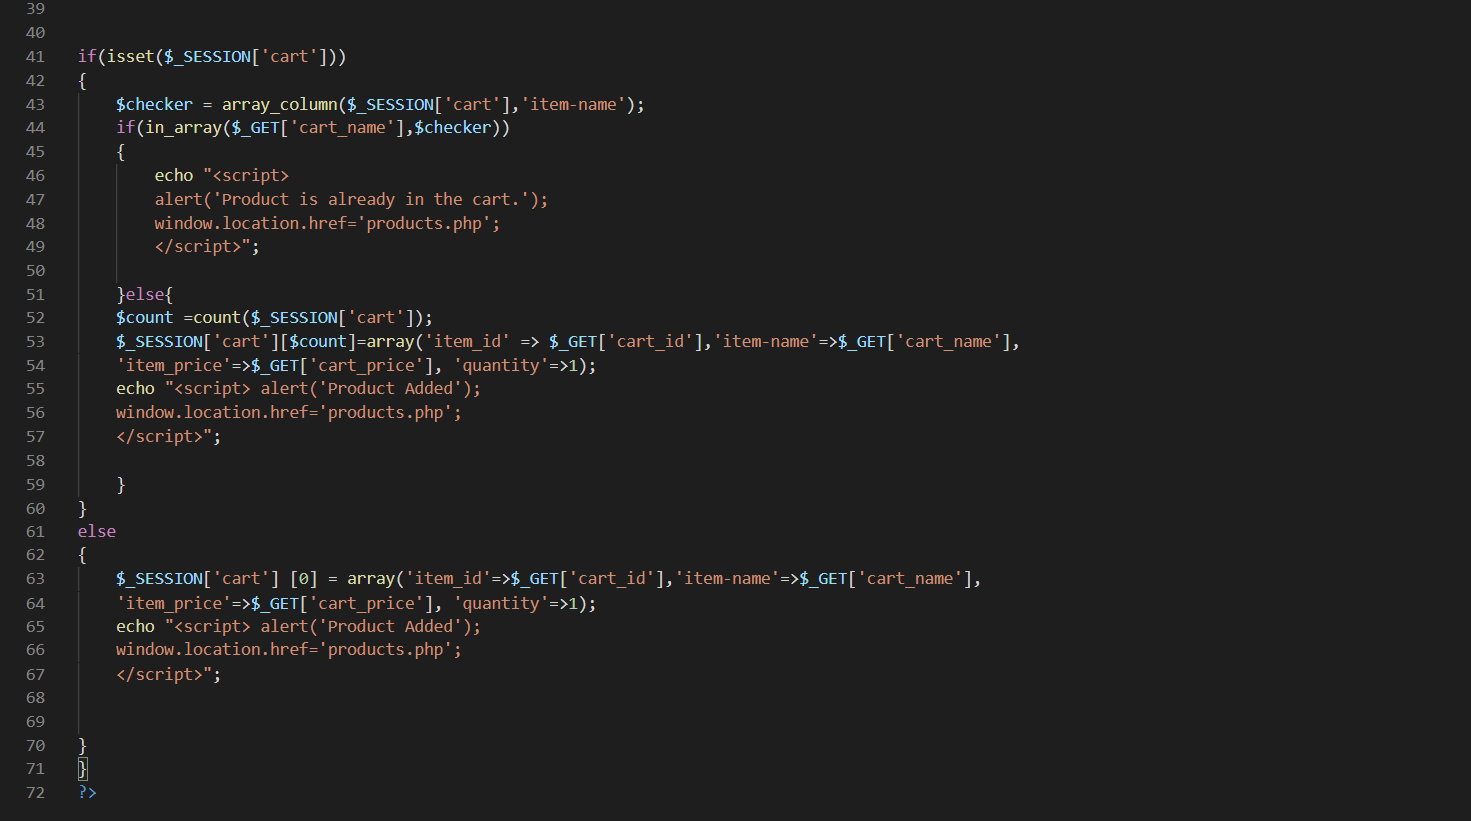 39
40
41 if(isset($_SESSION['cart']))
42 {
43 $checker = array_column($_SESSION['cart'],'item-name');
44 if(in_array($_GET['cart_name'],$checker))
45 {
46 echo "<script>
47 alert('Product is already in the cart.');
48 window.location.href='products.php';
49 </script>";
50
51 }else{
52 $count =count($_SESSION['cart']);
53 $_SESSION['cart'][$count]=array('item_id' => $_GET['cart_id'],'item-name'=>$_GET['cart_name'],
54 'item_price'=>$_GET['cart_price'], 'quantity'=>1);
55 echo "<script> alert('Product Added');
56 window.location.href='products.php';
57 </script>";
58
59 }
60 }
61 else
62 {
63 $_SESSION['cart'] [0] = array('item_id'=>$_GET['cart_id'],'item-name'=>$_GET['cart_name'],
64 'item_price'=>$_GET['cart_price'], 'quantity'=>1);
65 echo "<script> alert('Product Added');
66 window.location.href='products.php';
67 </script>";
68
69
70 }
71 }
72 ?>